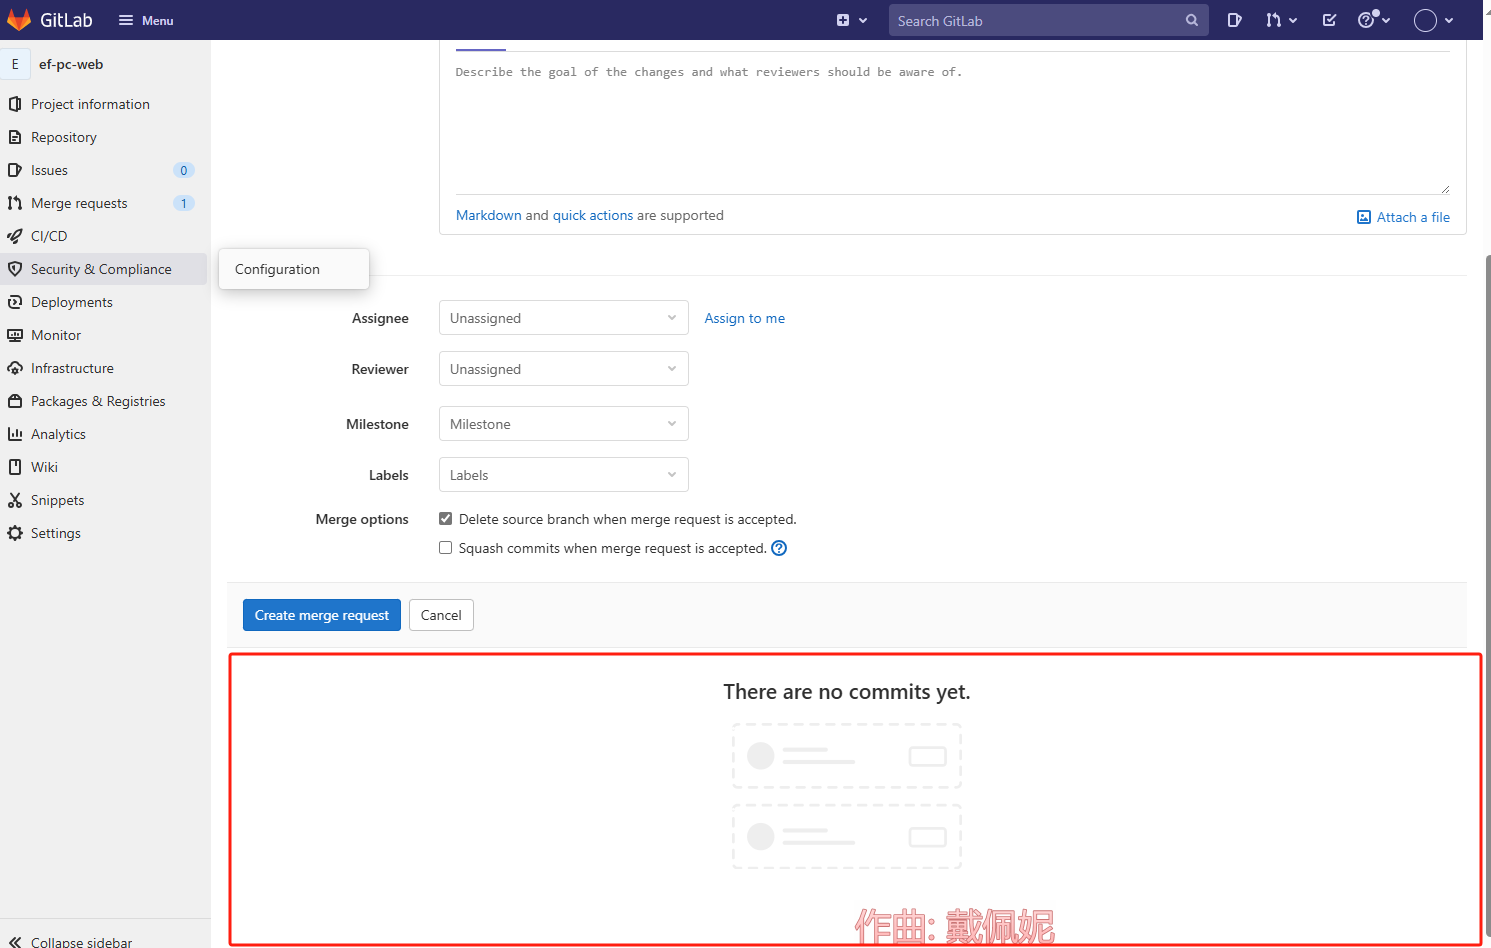 GitLab
Menu
Search GitLab
E
ef-pc-web
Project information
Repository
Issues
0
Merge requests
1
CI/CD
Security & Compliance
Deployments
Monitor
Infrastructure
Packages & Registries
Analytics
Wiki
Snippets
Settings
Collapse sidebar
Configuration
Describe the goal of the changes and what reviewers should be aware of.
Markdown and quick actions are supported
Attach a file
Assignee
Unassigned
Assign to me
Reviewer
Unassigned
Milestone
Milestone
Labels
Labels
Merge options
Delete source branch when merge request is accepted.
Squash commits when merge request is accepted.
Create merge request
Cancel
There are no commits yet.
作曲: 戴佩妮